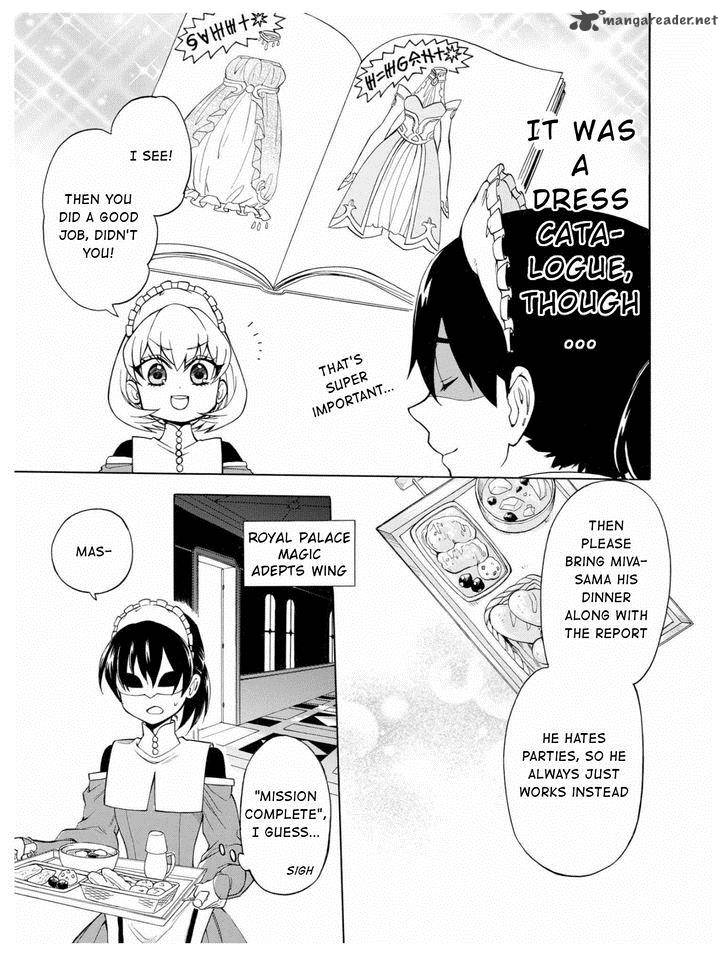 mangareader.net
IT WAS
A
DRESS
CATA-
LOGUE,
THOUGH
...
I SEE!
THEN YOU
DID A GOOD
JOB, DIDN'T
YOU!
THAT'S
SUPER
IMPORTANT...
THEN
PLEASE
BRING MIVA-
SAMA HIS
DINNER
ALONG WITH
THE REPORT
HE HATES
PARTIES, SO HE
ALWAYS JUST
WORKS INSTEAD
ROYAL PALACE
MAGIC
ADEPTS WING
MAS-
"MISSION
COMPLETE",
I GUESS...
SIGH